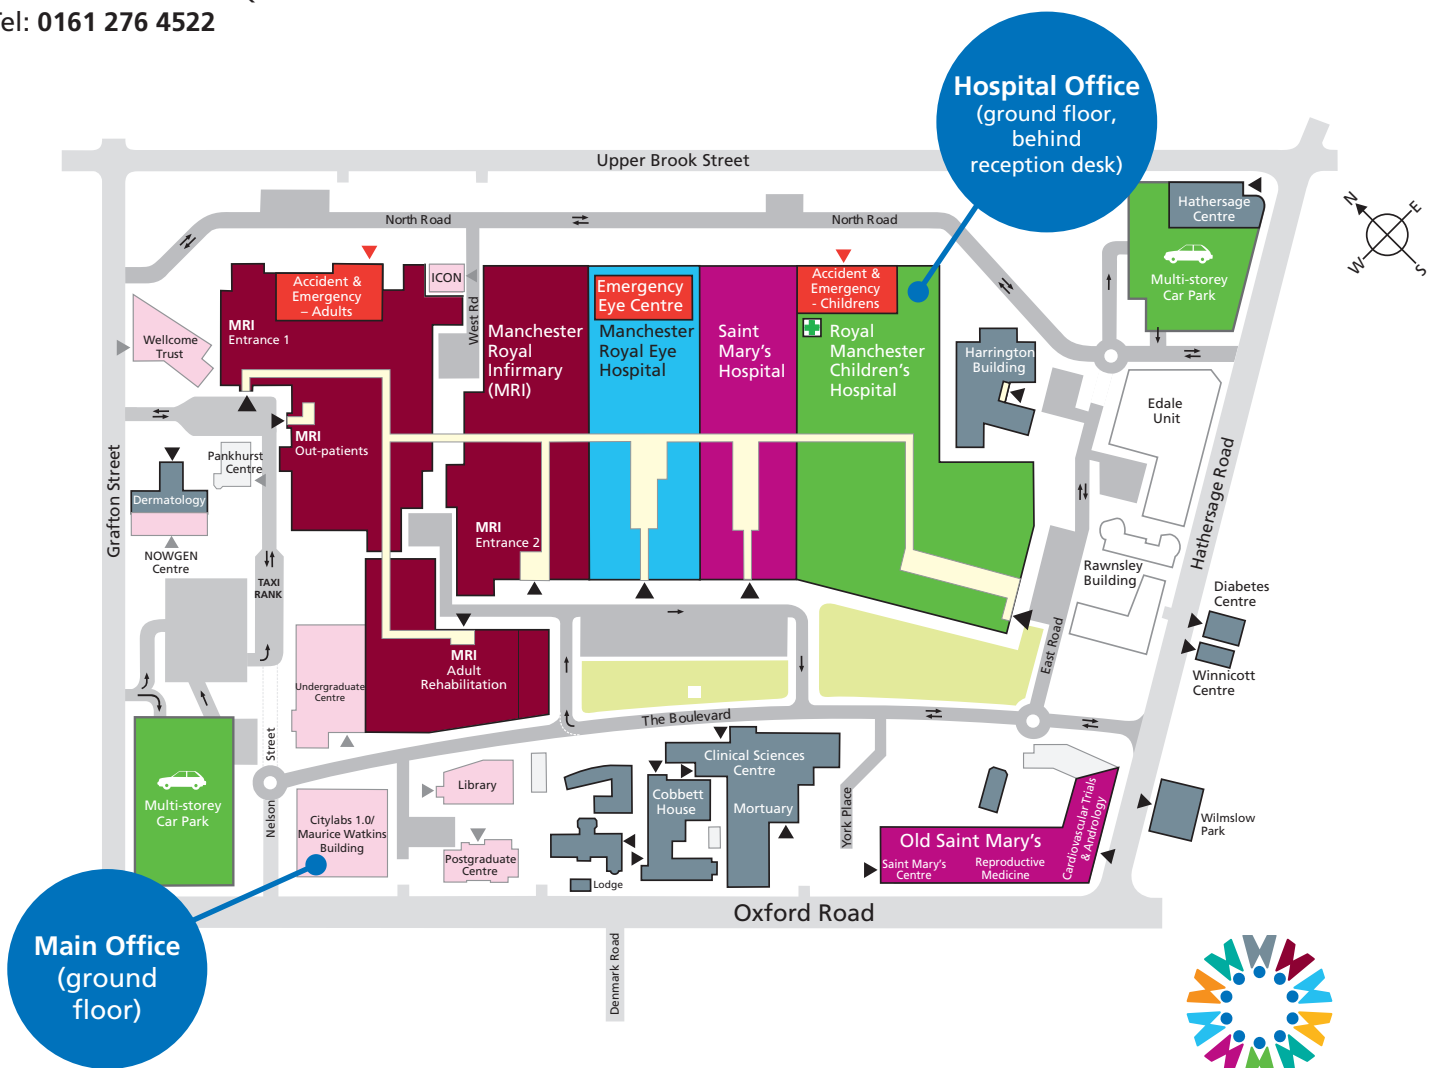 Tel: 0161 276 4522
Hospital Office
(ground floor,
behind
reception desk)
Upper Brook Street
North Road
North Road
Hathersage
Centre
N
E
W
S
Multi-storey
Car Park
Accident &
Emergency
– Adults
ICON
West Rd
Emergency
Eye Centre
Accident &
Emergency
- Childrens
MRI
Entrance 1
Wellcome
Trust
Manchester
Royal
Infirmary
(MRI)
Manchester
Royal Eye
Hospital
Saint
Mary's
Hospital
Royal
Manchester
Children's
Hospital
Harrington
Building
Edale
Unit
MRI
Out-patients
Pankhurst
Centre
Grafton Street
Dermatology
NOWGEN
Centre
TAXI
RANK
MRI
Entrance 2
Hathersage Road
Rawnsley
Building
Diabetes
Centre
Winnicott
Centre
East Road
MRI
Adult
Rehabilitation
Undergraduate
Centre
The Boulevard
Nelson Street
Multi-storey
Car Park
Citylabs 1.0/
Maurice Watkins
Building
Library
Postgraduate
Centre
Clinical Sciences
Centre
Cobbett
House
Mortuary
Lodge
York Place
Old Saint Mary's
Saint Mary's
Centre
Reproductive
Medicine
Cardiovascular Trials
& Andrology
Wilmslow
Park
Oxford Road
Denmark Road
Main Office
(ground
floor)